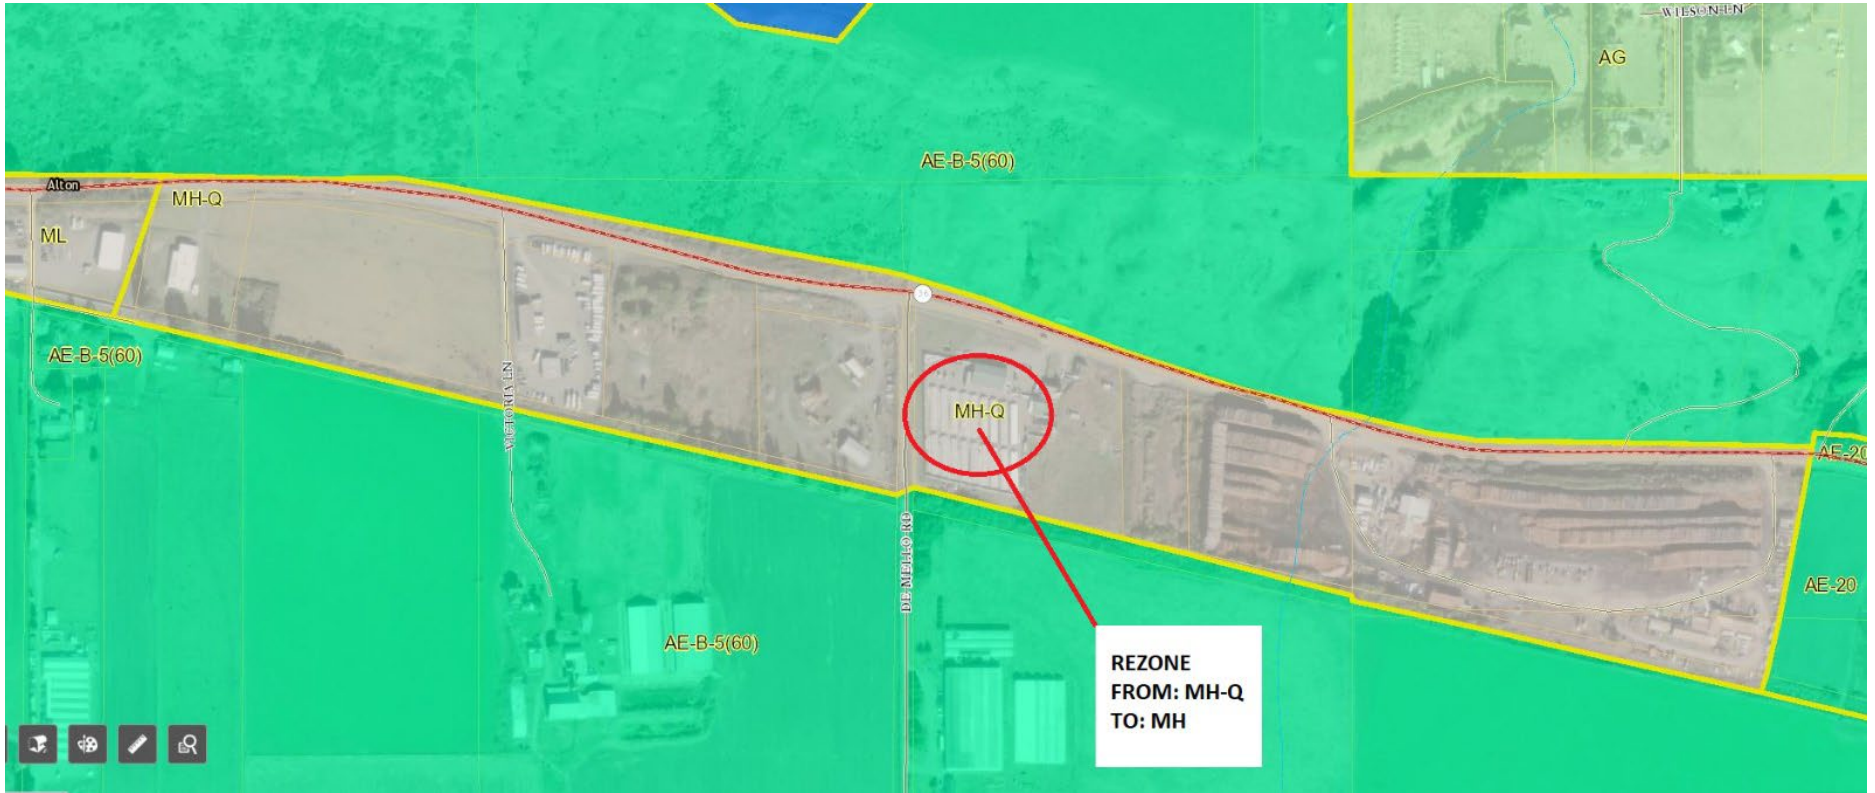 WILSON LN
AG
AE-B-5(60)
Alton
MH-Q
ML
36
AE-B-5(60)
VICTORIA LN
MH-Q
AE-20
DE MELLO RD
AE-20
AE-B-5(60)
REZONE
FROM: MH-Q
TO: MH